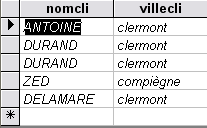 nomcli villecli
ANTOINE clermont
DURAND clermont
DURAND clermont
ZED compiègne
DELAMARE clermont